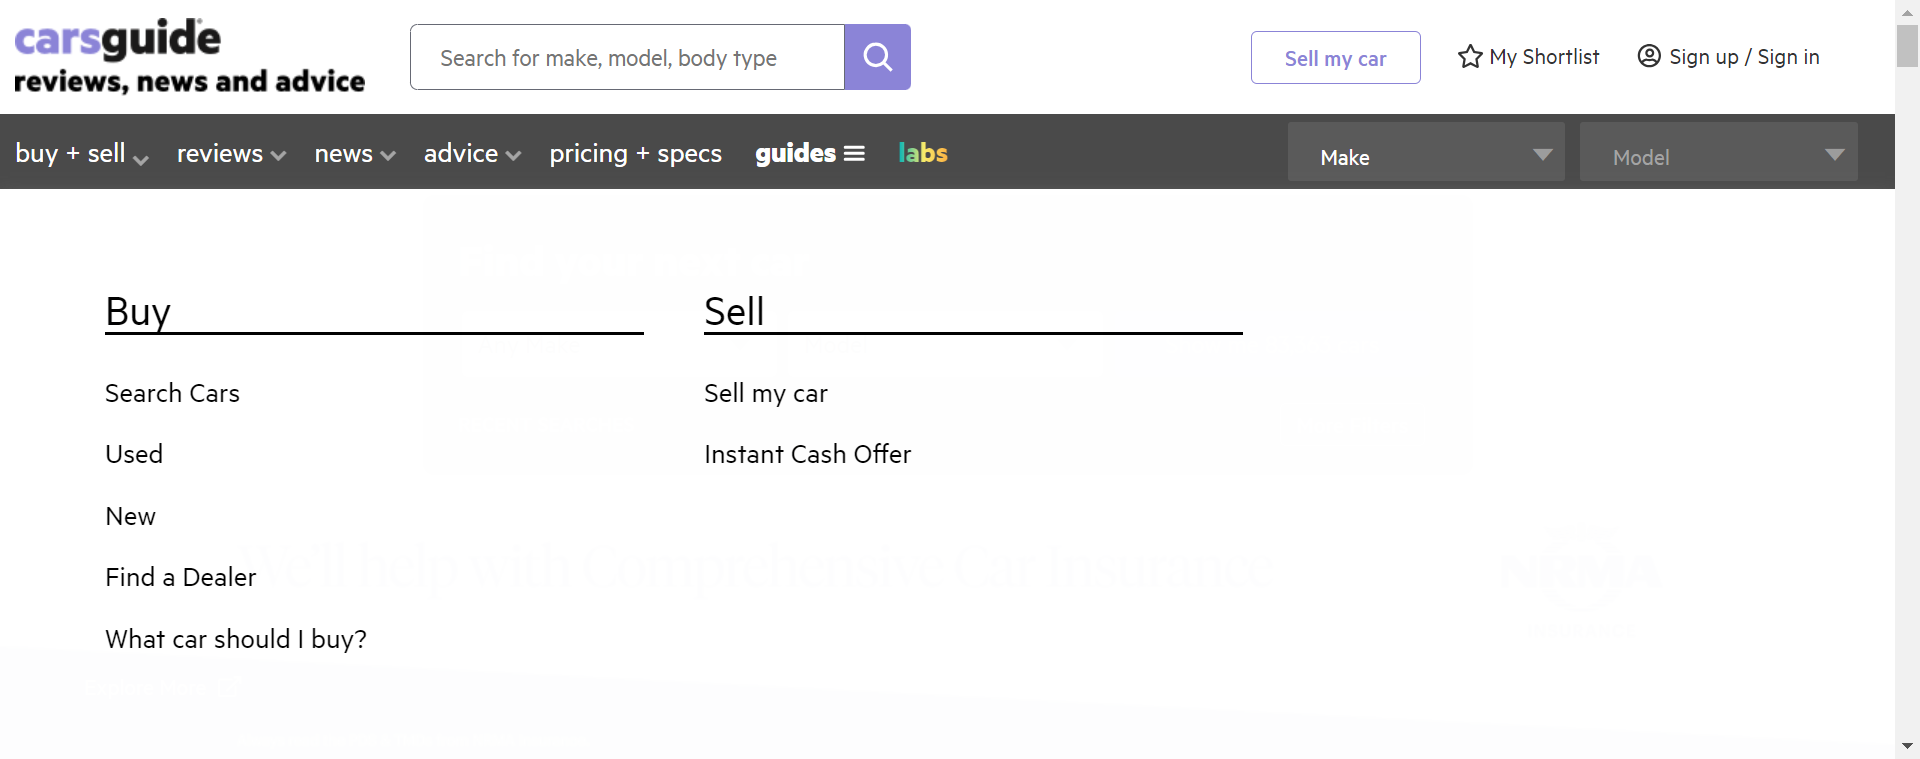 carsguide
reviews, news and advice
Search for make, model, body type
Sell my car
My Shortlist
Sign up / Sign in
buy + sell
reviews
news
advice
pricing + specs
guides
labs
Make
Model
Buy
Search Cars
Used
New
Find a Dealer
What car should I buy?
Sell
Sell my car
Instant Cash Offer
We'll help with Comprehensive Car Insurance
NRMA